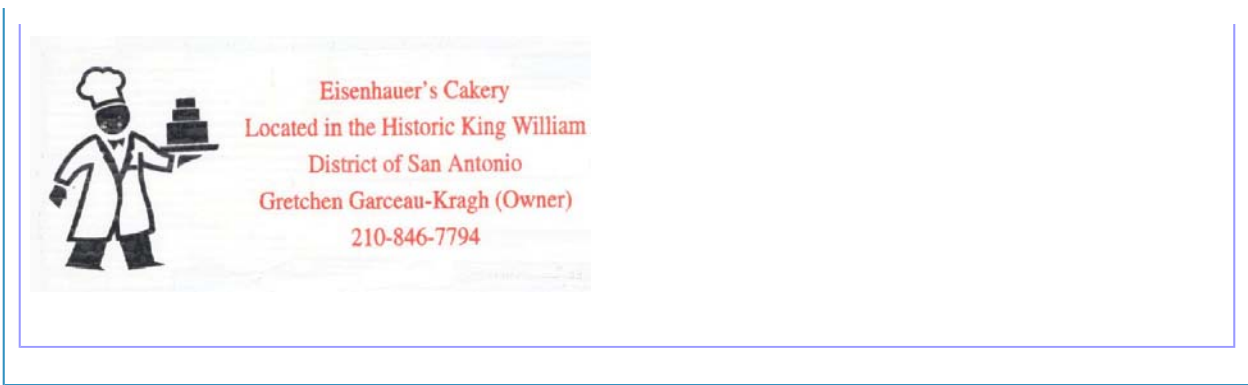 Eisenhauer's Cakery
Located in the Historic King William
District of San Antonio
Gretchen Garceau-Kragh (Owner)
210-846-7794